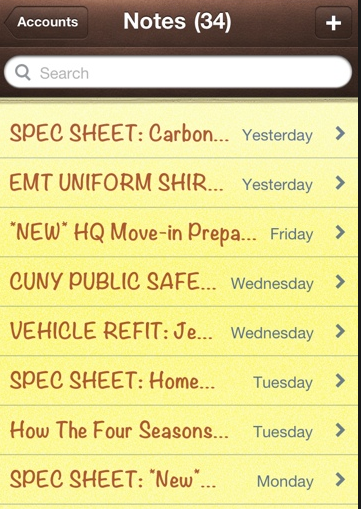 Accounts Notes (34) +
Search
SPEC SHEET: Carbon... Yesterday
EMT UNIFORM SHIR... Yesterday
"NEW" HQ Move-in Prepa... Friday
CUNY PUBLIC SAFE... Wednesday
VEHICLE REFIT: Je... Wednesday
SPEC SHEET: Home... Tuesday
How The Four Seasons... Tuesday
SPEC SHEET: "New"... Monday